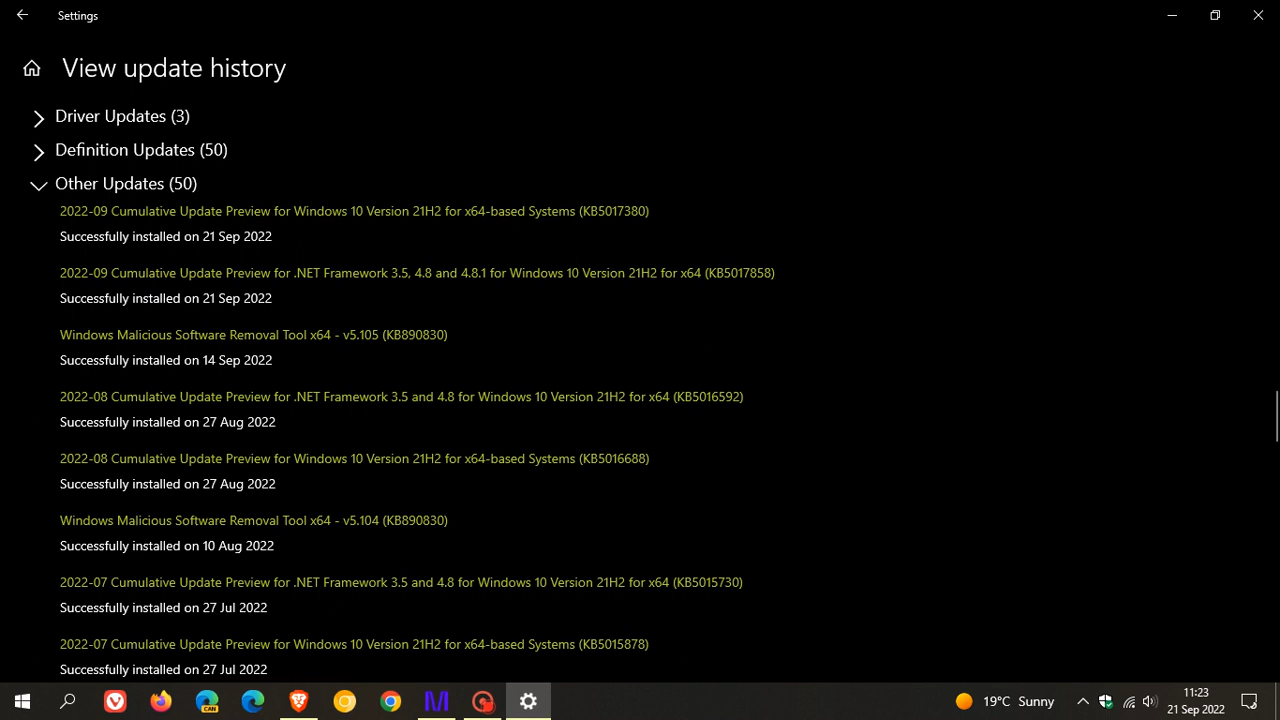 Settings
View update history
Driver Updates (3)
Definition Updates (50)
Other Updates (50)
2022-09 Cumulative Update Preview for Windows 10 Version 21H2 for x64-based Systems (KB5017380)
Successfully installed on 21 Sep 2022
2022-09 Cumulative Update Preview for .NET Framework 3.5, 4.8 and 4.8.1 for Windows 10 Version 21H2 for x64 (KB5017858)
Successfully installed on 21 Sep 2022
Windows Malicious Software Removal Tool x64 - v5.105 (KB890830)
Successfully installed on 14 Sep 2022
2022-08 Cumulative Update Preview for .NET Framework 3.5 and 4.8 for Windows 10 Version 21H2 for x64 (KB5016592)
Successfully installed on 27 Aug 2022
2022-08 Cumulative Update Preview for Windows 10 Version 21H2 for x64-based Systems (KB5016688)
Successfully installed on 27 Aug 2022
Windows Malicious Software Removal Tool x64 - v5.104 (KB890830)
Successfully installed on 10 Aug 2022
2022-07 Cumulative Update Preview for .NET Framework 3.5 and 4.8 for Windows 10 Version 21H2 for x64 (KB5015730)
Successfully installed on 27 Jul 2022
2022-07 Cumulative Update Preview for Windows 10 Version 21H2 for x64-based Systems (KB5015878)
Successfully installed on 27 Jul 2022
CAN
19°C Sunny
11:23
21 Sep 2022